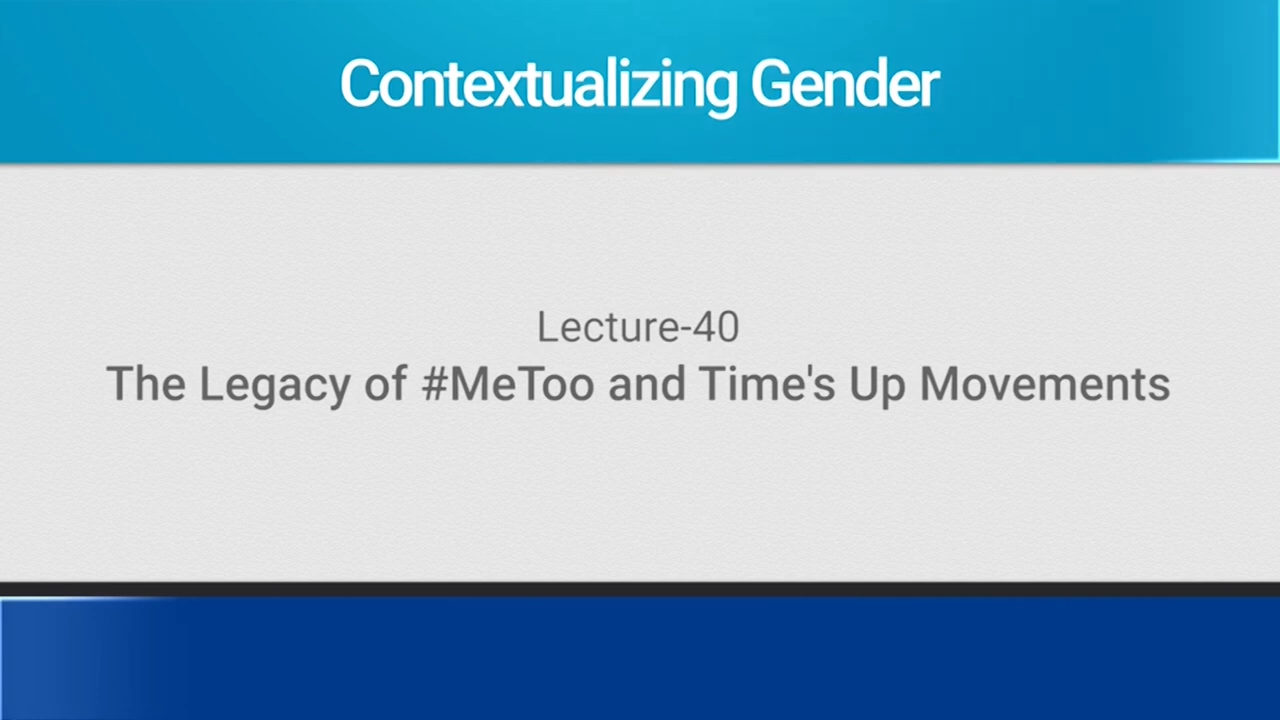 Contextualizing Gender
Lecture-40
The Legacy of #MeToo and Time's Up Movements